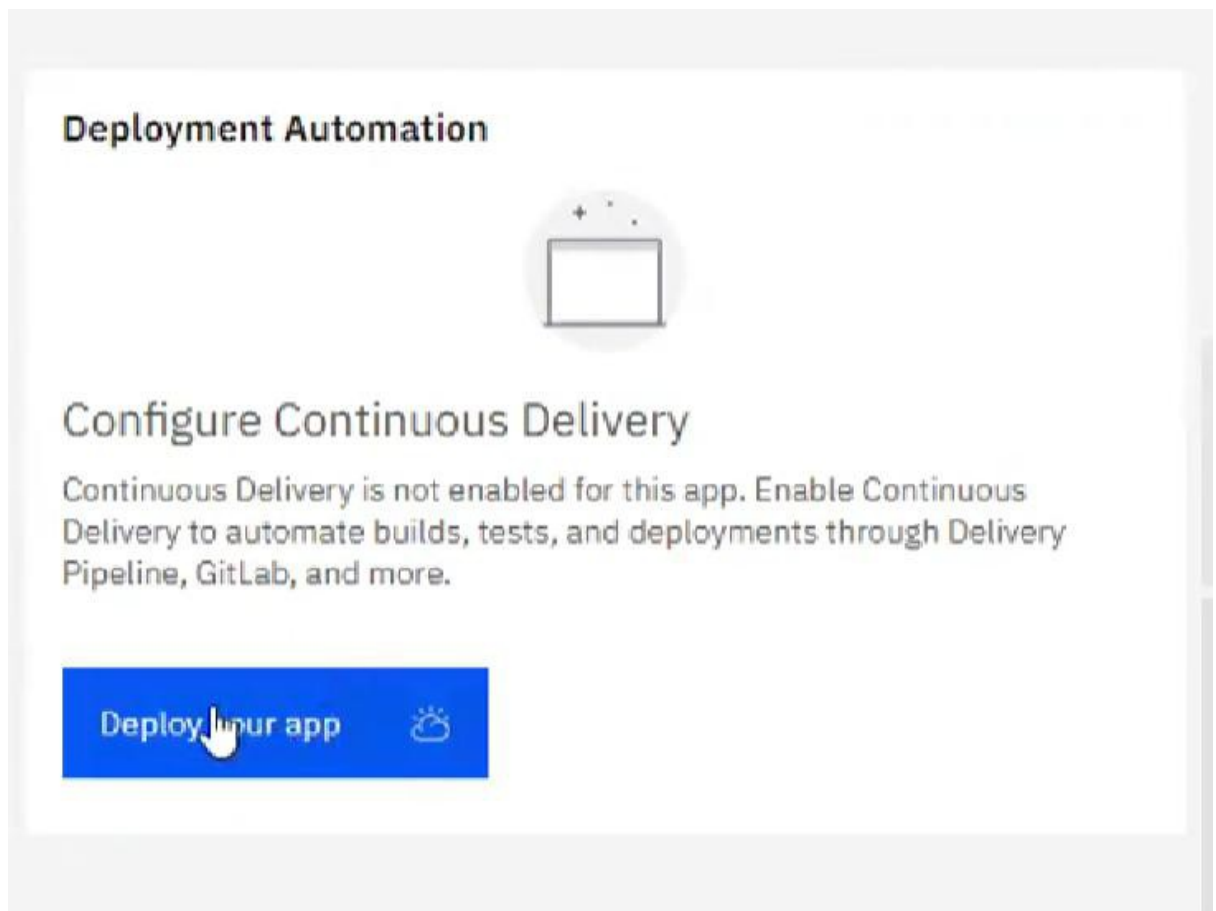 Deployment Automation
Configure Continuous Delivery
Continuous Delivery is not enabled for this app. Enable Continuous
Delivery to automate builds, tests, and deployments through Delivery
Pipeline, GitLab, and more.
Deploy your app